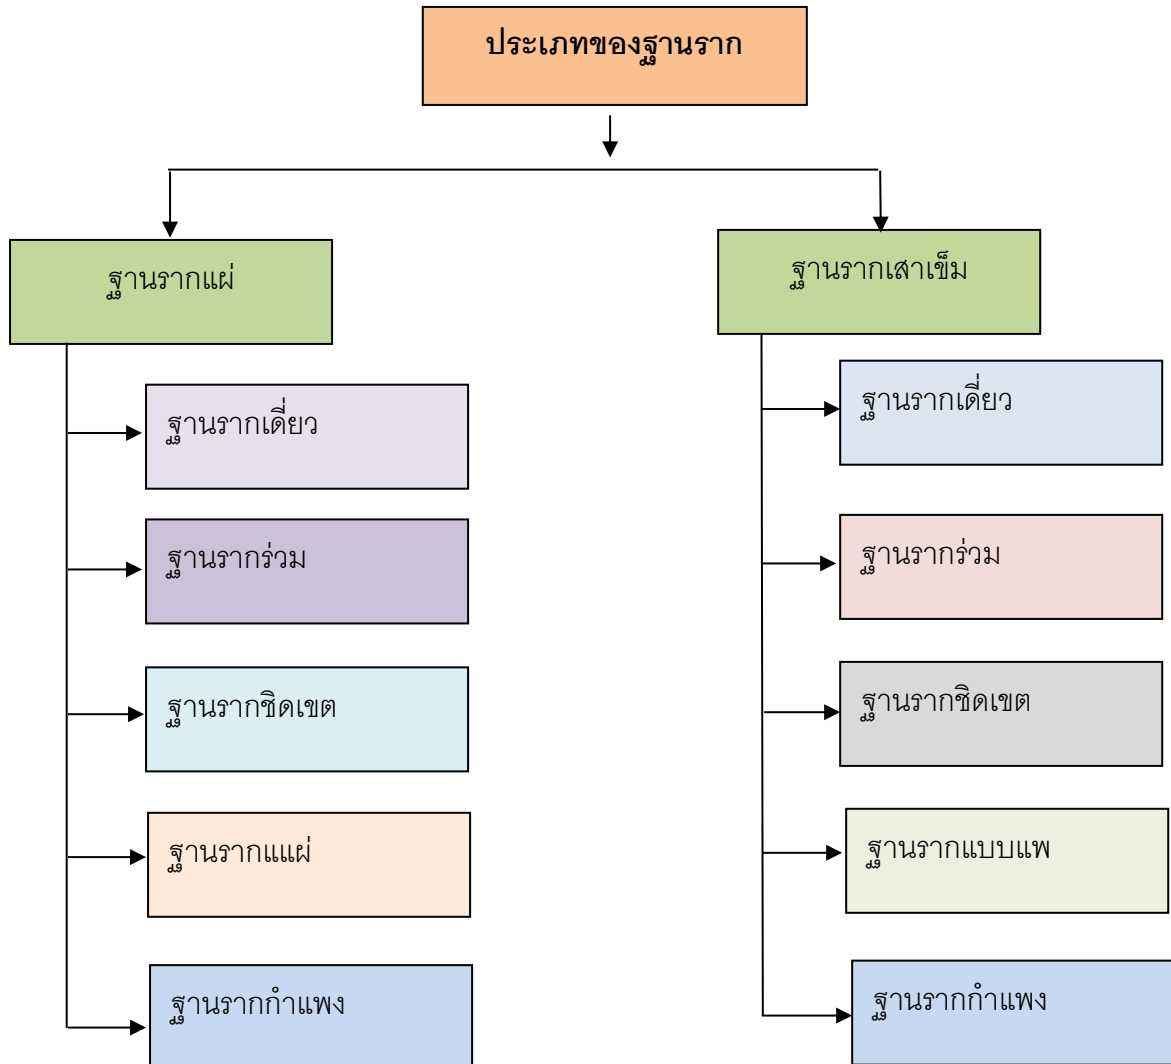 ประเภทของฐานราก
ฐานรากแผ่
ฐานรากเสาเข็ม
ฐานรากเดี่ยว
ฐานรากร่วม
ฐานรากชิดเขต
ฐานรากแแผ่
ฐานรากกำแพง
ฐานรากเดี่ยว
ฐานรากร่วม
ฐานรากชิดเขต
ฐานรากแบบแพ
ฐานรากกำแพง